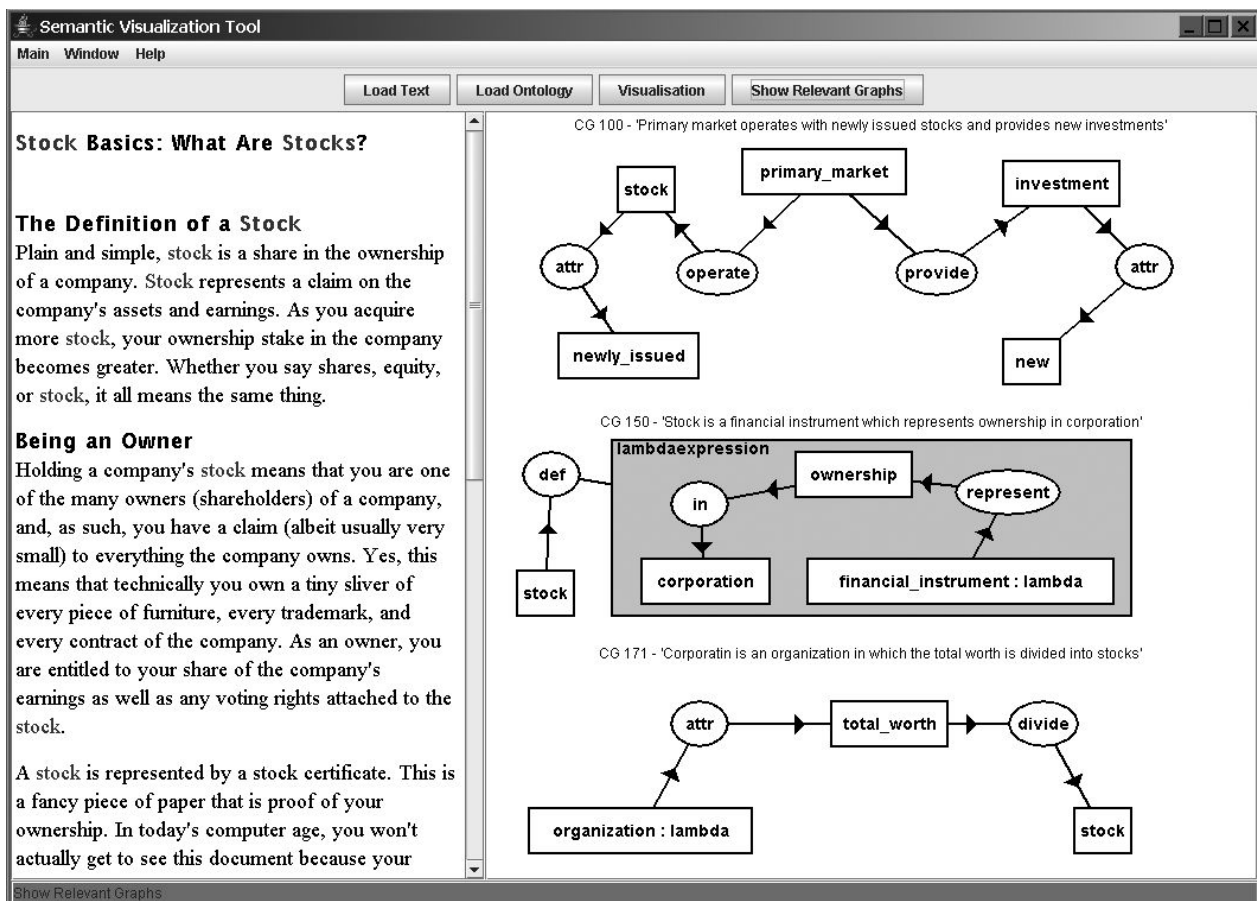 Semantic Visualization Tool
Main Window Help
Load Text Load Ontology Visualisation Show Relevant Graphs
Stock Basics: What Are Stocks?
The Definition of a Stock
Plain and simple, stock is a share in the ownership
of a company. Stock represents a claim on the
company's assets and earnings. As you acquire
more stock, your ownership stake in the company
becomes greater. Whether you say shares, equity,
or stock, it all means the same thing.
Being an Owner
Holding a company's stock means that you are one
of the many owners (shareholders) of a company,
and, as such, you have a claim (albeit usually very
small) to everything the company owns. Yes, this
means that technically you own a tiny sliver of
every piece of furniture, every trademark, and
every contract of the company. As an owner, you
are entitled to your share of the company's
earnings as well as any voting rights attached to the
stock.
A stock is represented by a stock certificate. This is
a fancy piece of paper that is proof of your
ownership. In today's computer age, you won't
actually get to see this document because your
CG 100 - 'Primary market operates with newly issued stocks and provides new investments'
stock
primary_market
investment
attr
operate
provide
attr
newly_issued
new
CG 150 - 'Stock is a financial instrument which represents ownership in corporation'
lambdaexpression
def
ownership
in
represent
stock
corporation
financial_instrument : lambda
CG 171 - 'Corporatin is an organization in which the total worth is divided into stocks'
attr
total_worth
divide
organization : lambda
stock
Show Relevant Graphs